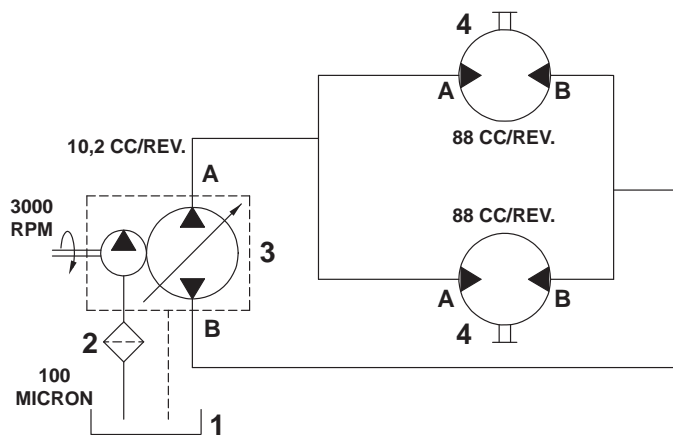 4
A
B
10,2 CC/REV.
88 CC/REV.
A
3000
RPM
88 CC/REV.
3
A
B
B
4
2
100
MICRON
1